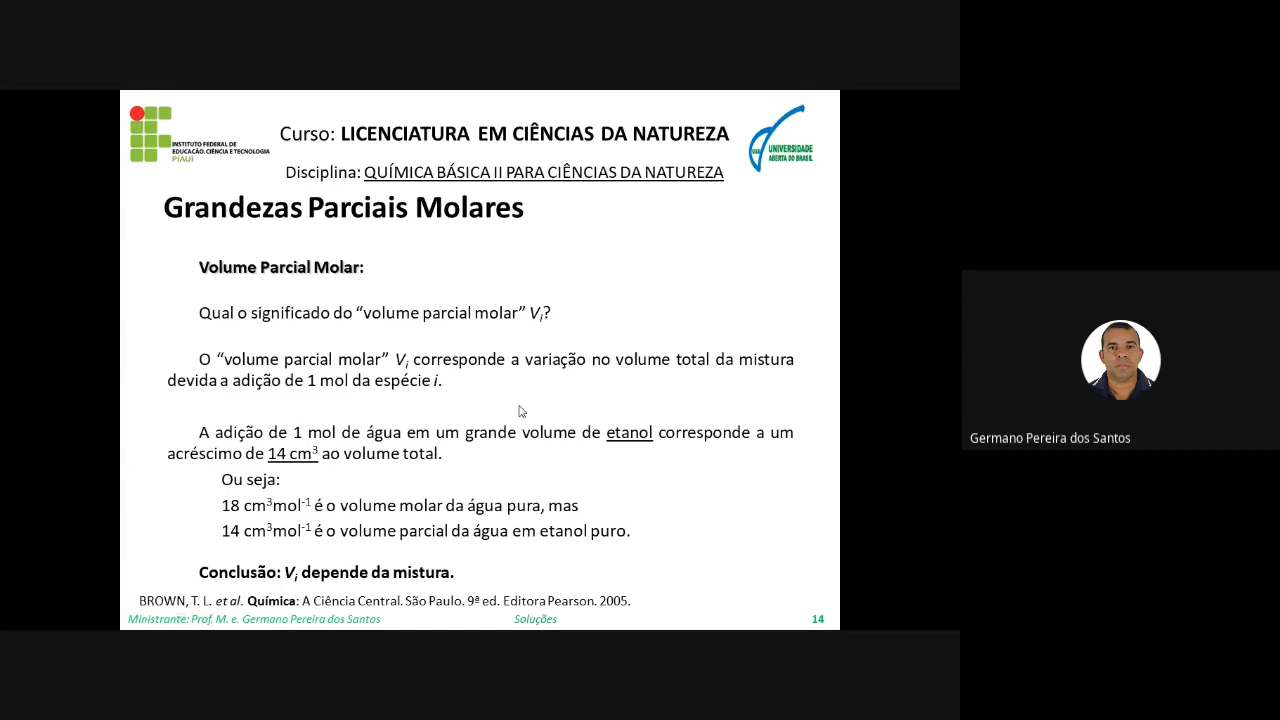 INSTITUTO FEDERAL DE
EDUCAÇÃO, CIÊNCIA E TECNOLOGIA
PIAUÍ
Curso: LICENCIATURA EM CIÊNCIAS DA NATUREZA
UAB UNIVERSIDADE
ABERTA DO BRASIL
Disciplina: QUÍMICA BÁSICA II PARA CIÊNCIAS DA NATUREZA
Grandezas Parciais Molares
Volume Parcial Molar:
Qual o significado do “volume parcial molar” Vi?
O “volume parcial molar” Vi corresponde a variação no volume total da mistura
devida a adição de 1 mol da espécie i.
A adição de 1 mol de água em um grande volume de etanol corresponde a um
acréscimo de 14 cm³ ao volume total.
Ou seja:
18 cm³mol⁻¹ é o volume molar da água pura, mas
14 cm³mol⁻¹ é o volume parcial da água em etanol puro.
Conclusão: Vi depende da mistura.
BROWN, T. L. et al. Química: A Ciência Central. São Paulo. 9ª ed. Editora Pearson. 2005.
Ministrante: Prof. M. e. Germano Pereira dos Santos Soluções 14
Germano Pereira dos Santos